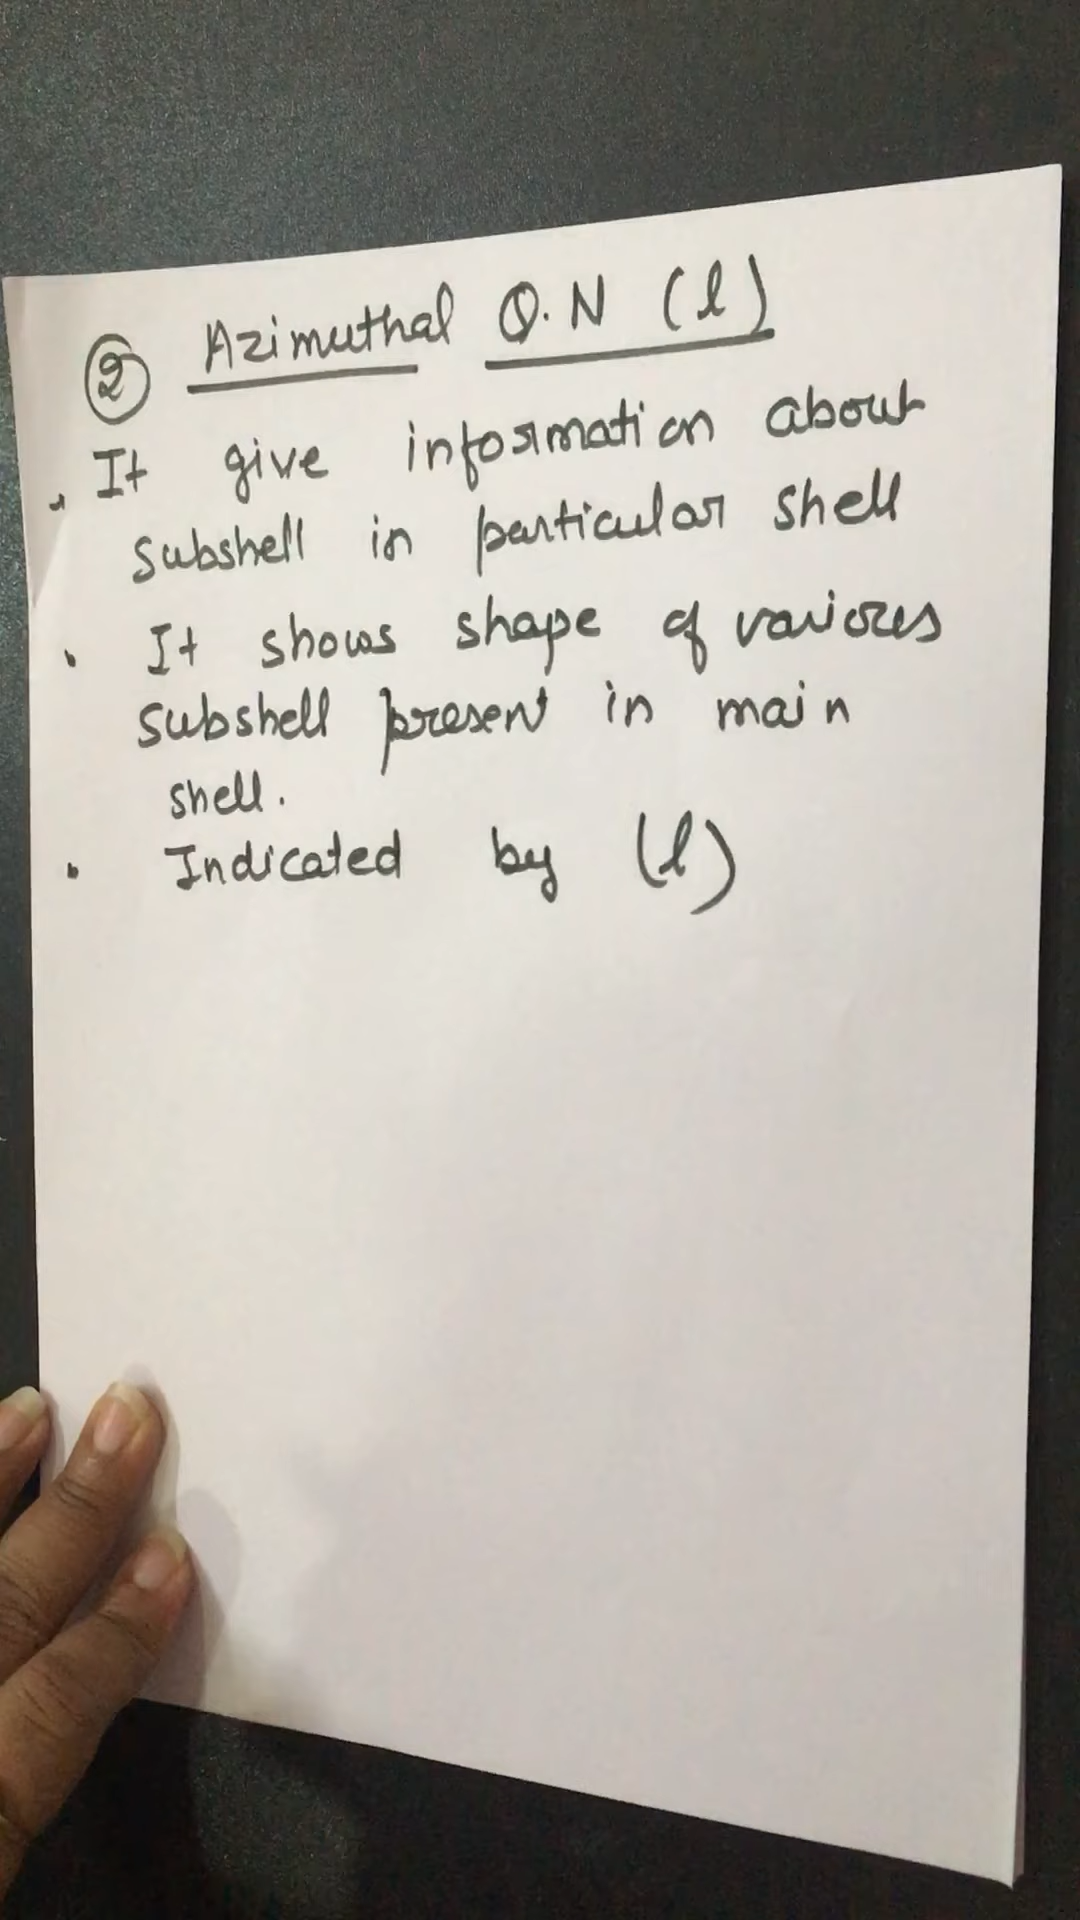 ② Azimuthal Q.N (l)
• It give information about
subshell in particular shell
• It shows shape of various
subshell present in main
shell.
• Indicated by (l)